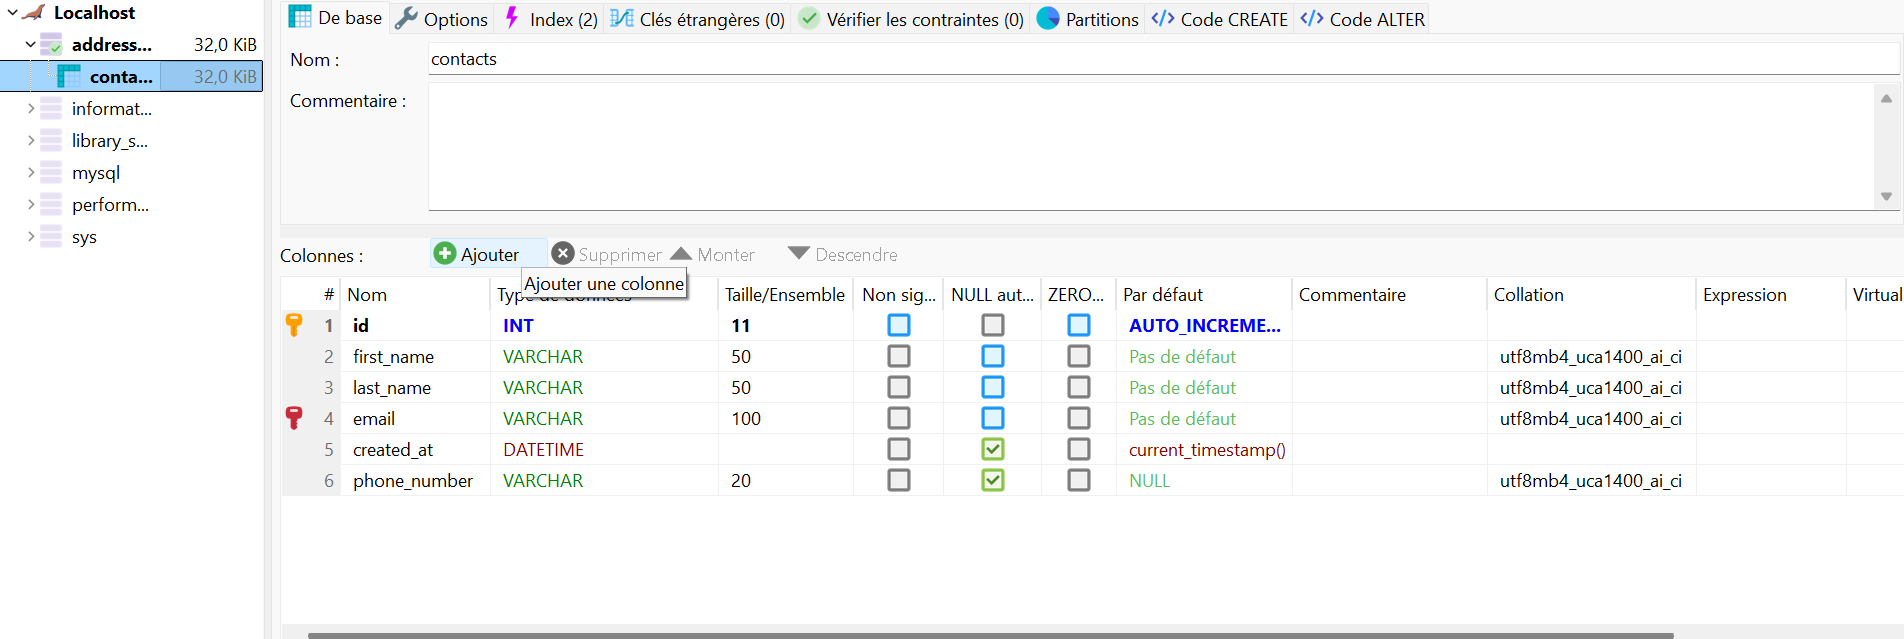 Localhost
address... 32,0 KiB
conta... 32,0 KiB
informat...
library_s...
mysql
perform...
sys
De base Options Index (2) Clés étrangères (0) Vérifier les contraintes (0) Partitions Code CREATE Code ALTER
Nom : contacts
Commentaire :
Colonnes : Ajouter Supprimer Monter Descendre
Ajouter une colonne
# Nom Type de données Taille/Ensemble Non sig... NULL aut... ZERO... Par défaut Commentaire Collation Expression Virtual
1 id INT 11 AUTO_INCREME...
2 first_name VARCHAR 50 Pas de défaut utf8mb4_uca1400_ai_ci
3 last_name VARCHAR 50 Pas de défaut utf8mb4_uca1400_ai_ci
4 email VARCHAR 100 Pas de défaut utf8mb4_uca1400_ai_ci
5 created_at DATETIME current_timestamp()
6 phone_number VARCHAR 20 NULL utf8mb4_uca1400_ai_ci